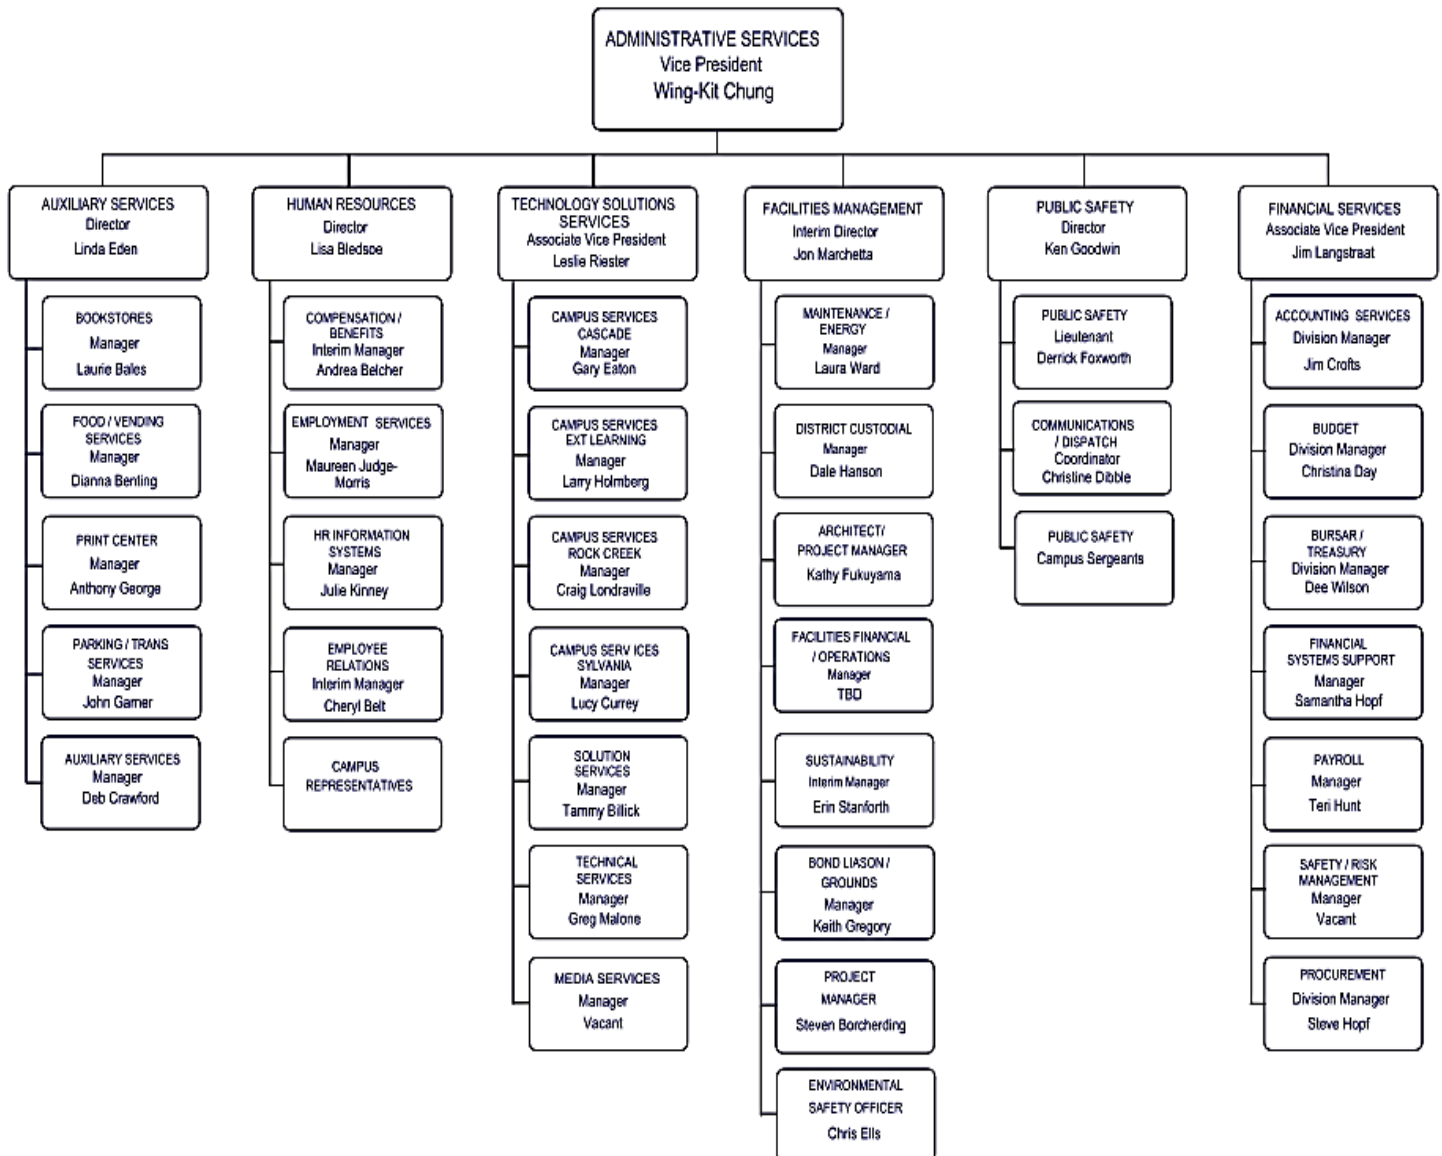 ADMINISTRATIVE SERVICES
Vice President
Wing-Kit Chung
AUXILIARY SERVICES
Director
Linda Eden
BOOKSTORES
Manager
Laurie Bales
FOOD / VENDING
SERVICES
Manager
Dianna Bentling
PRINT CENTER
Manager
Anthony George
PARKING / TRANS
SERVICES
Manager
John Garner
AUXILIARY SERVICES
Manager
Deb Crawford
HUMAN RESOURCES
Director
Lisa Bledsoe
COMPENSATION /
BENEFITS
Interim Manager
Andrea Belcher
EMPLOYMENT SERVICES
Manager
Maureen Judge-
Morris
HR INFORMATION
SYSTEMS
Manager
Julie Kinney
EMPLOYEE
RELATIONS
Interim Manager
Cheryl Belt
CAMPUS
REPRESENTATIVES
TECHNOLOGY SOLUTIONS
SERVICES
Associate Vice President
Leslie Riester
CAMPUS SERVICES
CASCADE
Manager
Gary Eaton
CAMPUS SERVICES
EXT LEARNING
Manager
Larry Holmberg
CAMPUS SERVICES
ROCK CREEK
Manager
Craig Londraville
CAMPUS SERVICES
SYLVANIA
Manager
Lucy Currey
SOLUTION
SERVICES
Manager
Tammy Billick
TECHNICAL
SERVICES
Manager
Greg Malone
MEDIA SERVICES
Manager
Vacant
FACILITIES MANAGEMENT
Interim Director
Jon Marchetta
MAINTENANCE /
ENERGY
Manager
Laura Ward
DISTRICT CUSTODIAL
Manager
Dale Hanson
ARCHITECT/
PROJECT MANAGER
Kathy Fukuyama
FACILITIES FINANCIAL
/ OPERATIONS
Manager
TBD
SUSTAINABILITY
Interim Manager
Erin Stanforth
BOND LIASON /
GROUNDS
Manager
Keith Gregory
PROJECT
MANAGER
Steven Borcherding
ENVIRONMENTAL
SAFETY OFFICER
Chris Ells
PUBLIC SAFETY
Director
Ken Goodwin
PUBLIC SAFETY
Lieutenant
Derrick Foxworth
COMMUNICATIONS
/ DISPATCH
Coordinator
Christine Dibble
PUBLIC SAFETY
Campus Sergeants
FINANCIAL SERVICES
Associate Vice President
Jim Langstraat
ACCOUNTING SERVICES
Division Manager
Jim Crofts
BUDGET
Division Manager
Christina Day
BURSAR /
TREASURY
Division Manager
Dee Wilson
FINANCIAL
SYSTEMS SUPPORT
Manager
Samantha Hopf
PAYROLL
Manager
Teri Hunt
SAFETY / RISK
MANAGEMENT
Manager
Vacant
PROCUREMENT
Division Manager
Steve Hopf